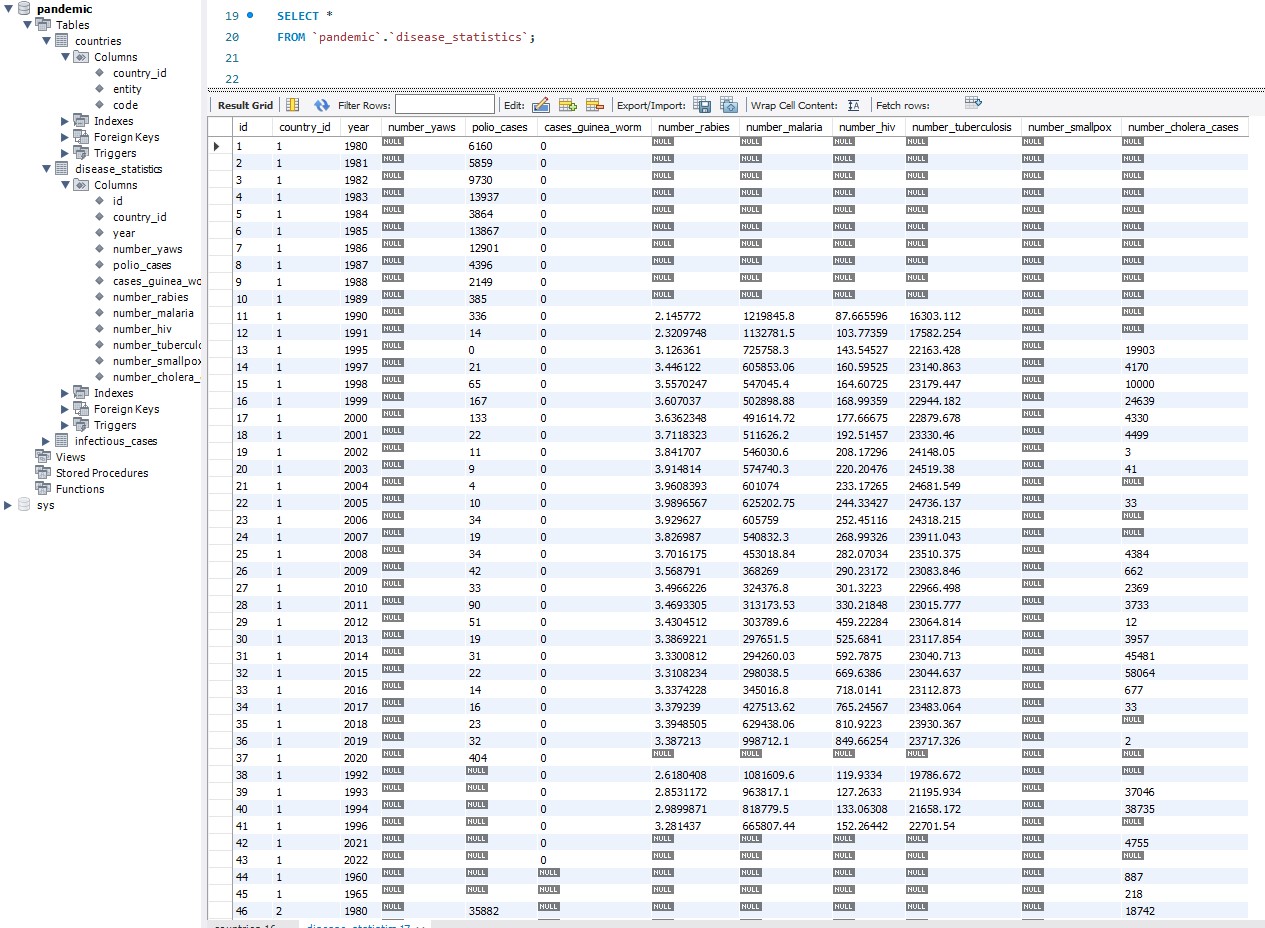 pandemic
Tables
countries
Columns
country_id
entity
code
Indexes
Foreign Keys
Triggers
disease_statistics
Columns
id
country_id
year
number_yaws
polio_cases
cases_guinea_wo
number_rabies
number_malaria
number_hiv
number_tubercul
number_smallpox
number_cholera_
Indexes
Foreign Keys
Triggers
infectious_cases
Views
Stored Procedures
Functions
sys
19 SELECT *
20 FROM `pandemic`.`disease_statistics`;
21
22
Result Grid Filter Rows: Edit: Export/Import: Wrap Cell Content: Fetch rows:
id country_id year number_yaws polio_cases cases_guinea_worm number_rabies number_malaria number_hiv number_tuberculosis number_smallpox number_cholera_cases
1 1 1980 NULL 6160 0 NULL NULL NULL NULL NULL NULL
2 1 1981 NULL 5859 0 NULL NULL NULL NULL NULL NULL
3 1 1982 NULL 9730 0 NULL NULL NULL NULL NULL NULL
4 1 1983 NULL 13937 0 NULL NULL NULL NULL NULL NULL
5 1 1984 NULL 3864 0 NULL NULL NULL NULL NULL NULL
6 1 1985 NULL 13867 0 NULL NULL NULL NULL NULL NULL
7 1 1986 NULL 12901 0 NULL NULL NULL NULL NULL NULL
8 1 1987 NULL 4396 0 NULL NULL NULL NULL NULL NULL
9 1 1988 NULL 2149 0 NULL NULL NULL NULL NULL NULL
10 1 1989 NULL 385 0 NULL NULL NULL NULL NULL NULL
11 1 1990 NULL 336 0 2.145772 1219845.8 87.665596 16303.112 NULL NULL
12 1 1991 NULL 14 0 2.3209748 1132781.5 103.77359 17582.254 NULL NULL
13 1 1995 NULL 0 0 3.126361 725758.3 143.54527 22163.428 NULL 19903
14 1 1997 NULL 21 0 3.446122 605853.06 160.59525 23140.863 NULL 4170
15 1 1998 NULL 65 0 3.5570247 547045.4 164.60725 23179.447 NULL 10000
16 1 1999 NULL 167 0 3.607037 502898.88 168.99359 22944.182 NULL 24639
17 1 2000 NULL 133 0 3.6362348 491614.72 177.66675 22879.678 NULL 4330
18 1 2001 NULL 22 0 3.7118323 511626.2 192.51457 23330.46 NULL 4499
19 1 2002 NULL 11 0 3.841707 546030.6 208.17296 24148.05 NULL 3
20 1 2003 NULL 9 0 3.914814 574740.3 220.20476 24519.38 NULL 41
21 1 2004 NULL 4 0 3.9608393 601074 233.17265 24681.549 NULL NULL
22 1 2005 NULL 10 0 3.9896567 625202.75 244.33427 24736.137 NULL 33
23 1 2006 NULL 34 0 3.929627 605759 252.45116 24318.215 NULL NULL
24 1 2007 NULL 19 0 3.826987 540832.3 268.99326 23911.043 NULL NULL
25 1 2008 NULL 34 0 3.7016175 453018.84 282.07034 23510.375 NULL 4384
26 1 2009 NULL 42 0 3.568791 368269 290.23172 23083.846 NULL 662
27 1 2010 NULL 33 0 3.4966226 324376.8 301.3223 22966.498 NULL 2369
28 1 2011 NULL 90 0 3.4693305 313173.53 330.21848 23015.777 NULL 3733
29 1 2012 NULL 51 0 3.4304512 303789.6 459.22284 23064.814 NULL 12
30 1 2013 NULL 19 0 3.3869221 297651.5 525.6841 23117.854 NULL 3957
31 1 2014 NULL 31 0 3.3300812 294260.03 592.7875 23040.713 NULL 45481
32 1 2015 NULL 22 0 3.3108234 298038.5 669.6386 23044.637 NULL 58064
33 1 2016 NULL 14 0 3.3374228 345016.8 718.0141 23112.873 NULL 677
34 1 2017 NULL 16 0 3.379239 427513.62 765.24567 23483.064 NULL 33
35 1 2018 NULL 23 0 3.3948505 629438.06 810.9223 23930.367 NULL NULL
36 1 2019 NULL 32 0 3.387213 998712.1 849.66254 23717.326 NULL 2
37 1 2020 NULL 404 0 NULL NULL NULL NULL NULL NULL
38 1 1992 NULL NULL 0 2.6180408 1081609.6 119.9334 19786.672 NULL NULL
39 1 1993 NULL NULL 0 2.8531172 963817.1 127.2633 21195.934 NULL 37046
40 1 1994 NULL NULL 0 2.9899871 818779.5 133.06308 21658.172 NULL 38735
41 1 1996 NULL NULL 0 3.281437 665807.44 152.26442 22701.54 NULL NULL
42 1 2021 NULL NULL 0 NULL NULL NULL NULL NULL 4755
43 1 2022 NULL NULL 0 NULL NULL NULL NULL NULL NULL
44 1 1960 NULL NULL NULL NULL NULL NULL NULL NULL 887
45 1 1965 NULL NULL NULL NULL NULL NULL NULL NULL 218
46 2 1980 NULL 35882 NULL NULL NULL NULL NULL NULL 18742